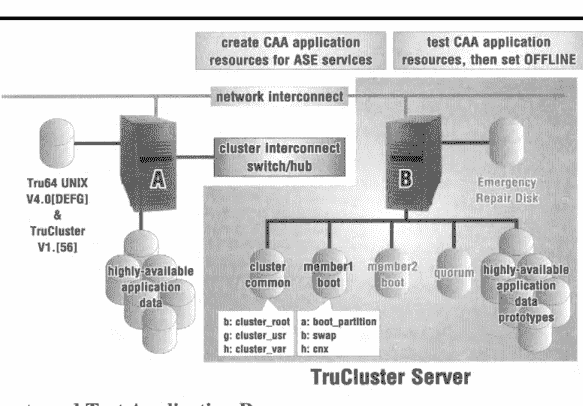 create CAA application
resources for ASE services
test CAA application
resources, then set OFFLINE
network interconnect
cluster interconnect
switch/hub
A
B
Tru64 UNIX
V4.0[DEFG]
&
TruCluster
V1.[56]
Emergency
Repair Disk
highly-available
application
data
cluster
common
member1
boot
member2
boot
quorum
highly-available
application
data
prototypes
b: cluster_root
g: cluster_usr
h: cluster_var
a: boot_partition
b: swap
h: cnx
TruCluster Server